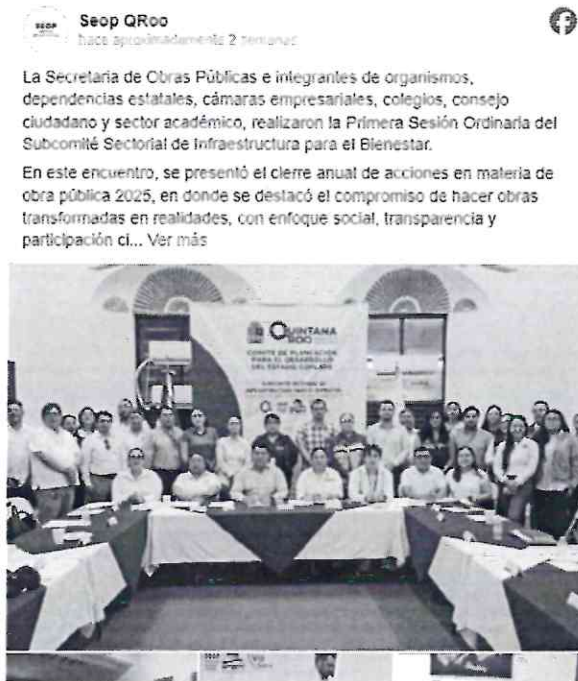 SEOP
Seop QRoo
hace aproximadamente 2 semanas
La Secretaria de Obras Públicas e integrantes de organismos,
dependencias estatales, cámaras empresariales, colegios, consejo
ciudadano y sector académico, realizaron la Primera Sesión Ordinaria del
Subcomité Sectorial de Infraestructura para el Bienestar.
En este encuentro, se presentó el cierre anual de acciones en materia de
obra pública 2025, en donde se destacó el compromiso de hacer obras
transformadas en realidades, con enfoque social, transparencia y
participación ci... Ver más
QUINTANA
ROO
COMITÉ DE PLANEACIÓN
PARA EL DESARROLLO
DEL ESTADO COPLADE